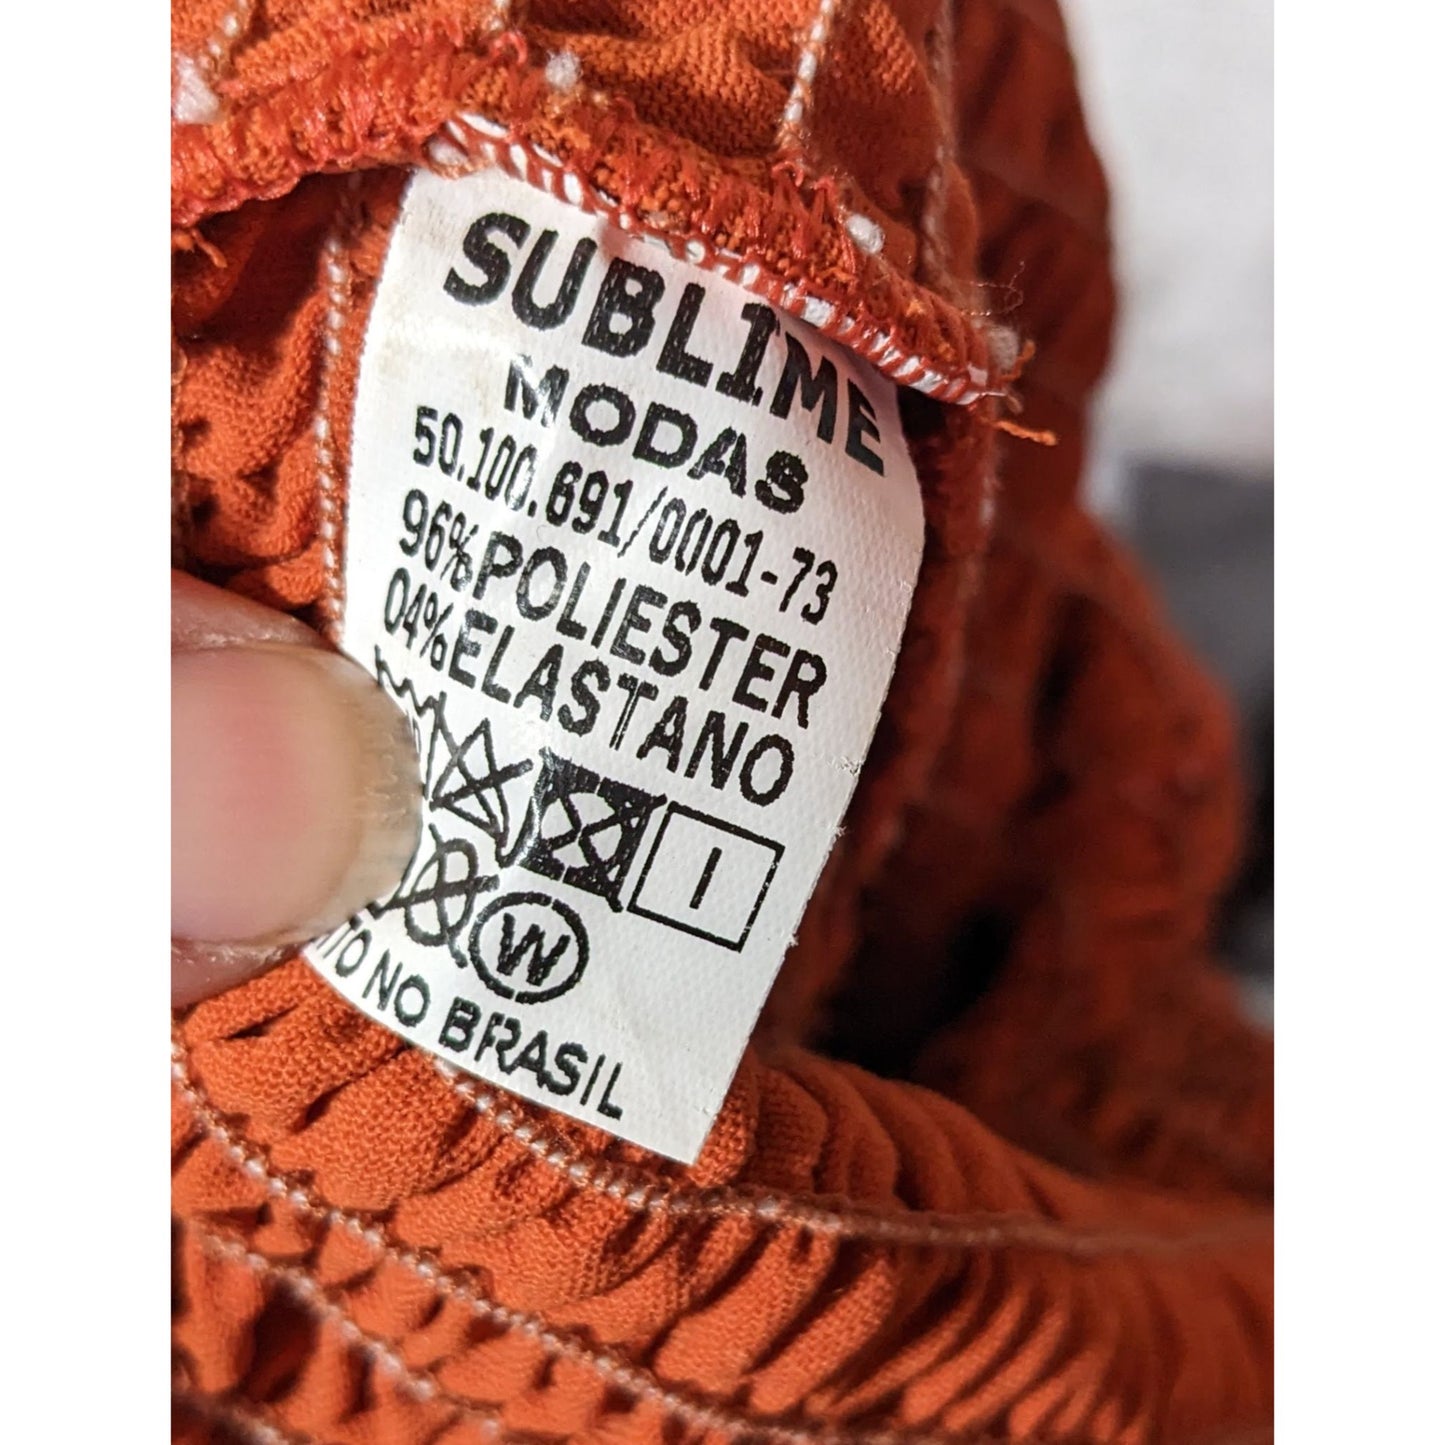 SUBLIME
MODAS
50.100.691/0001-73
96%POLIESTER
04%ELASTANO
I
W
NO BRASIL